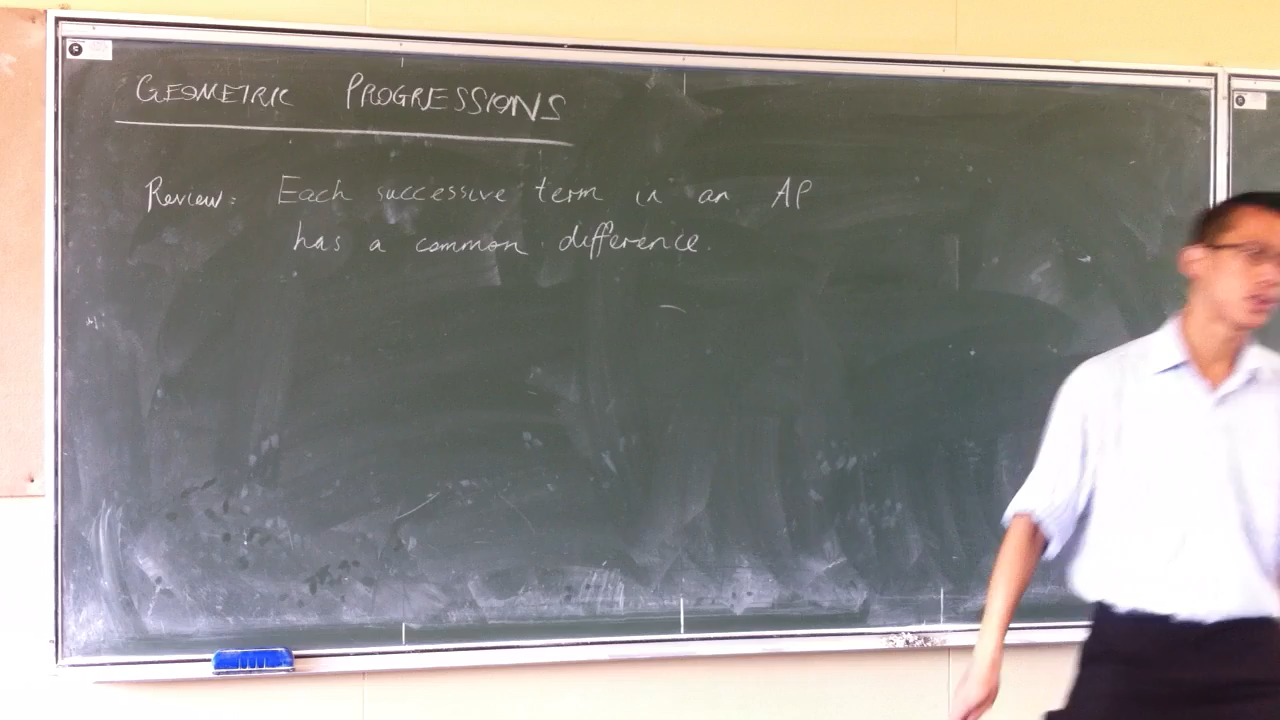 GEOMETRIC PROGRESSIONS
Review: Each successive term in an AP
has a common difference.